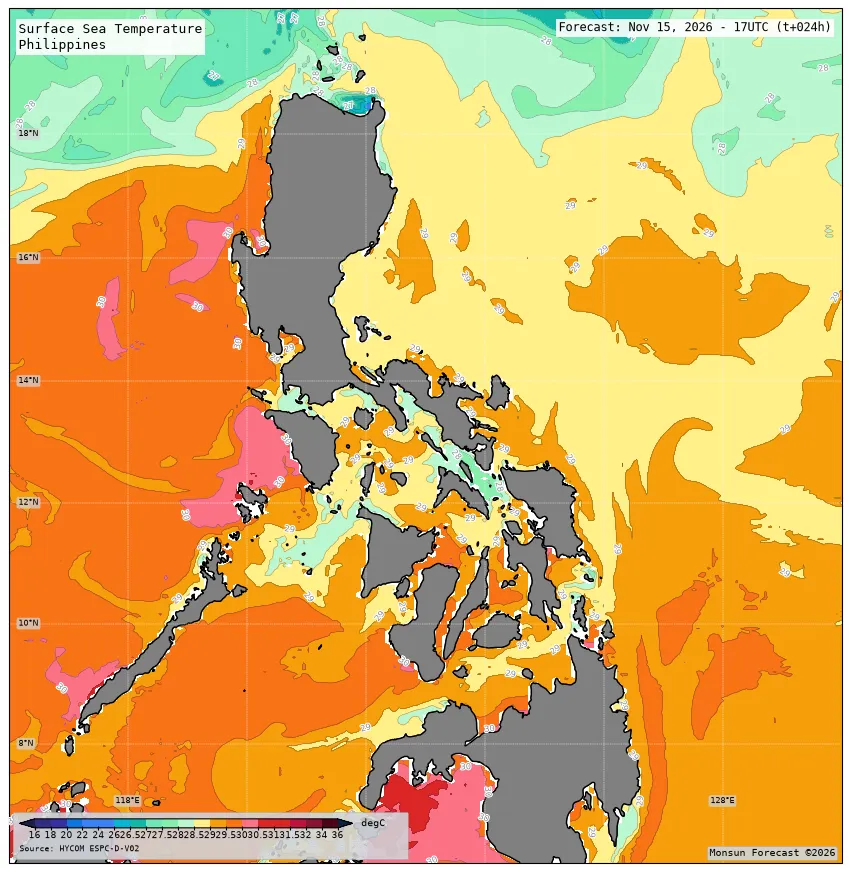 Surface Sea Temperature
Philippines
Forecast: Nov 15, 2026 - 17UTC (t+024h)
18°N
16°N
14°N
12°N
10°N
8°N
118°E
128°E
degC
16 18 20 22 24 26 26.5 27 27.5 28 28.5 29 29.5 30 30.5 31 31.5 32 34 36
Source: HYCOM ESPC-D-V02
Monsun Forecast ©2026